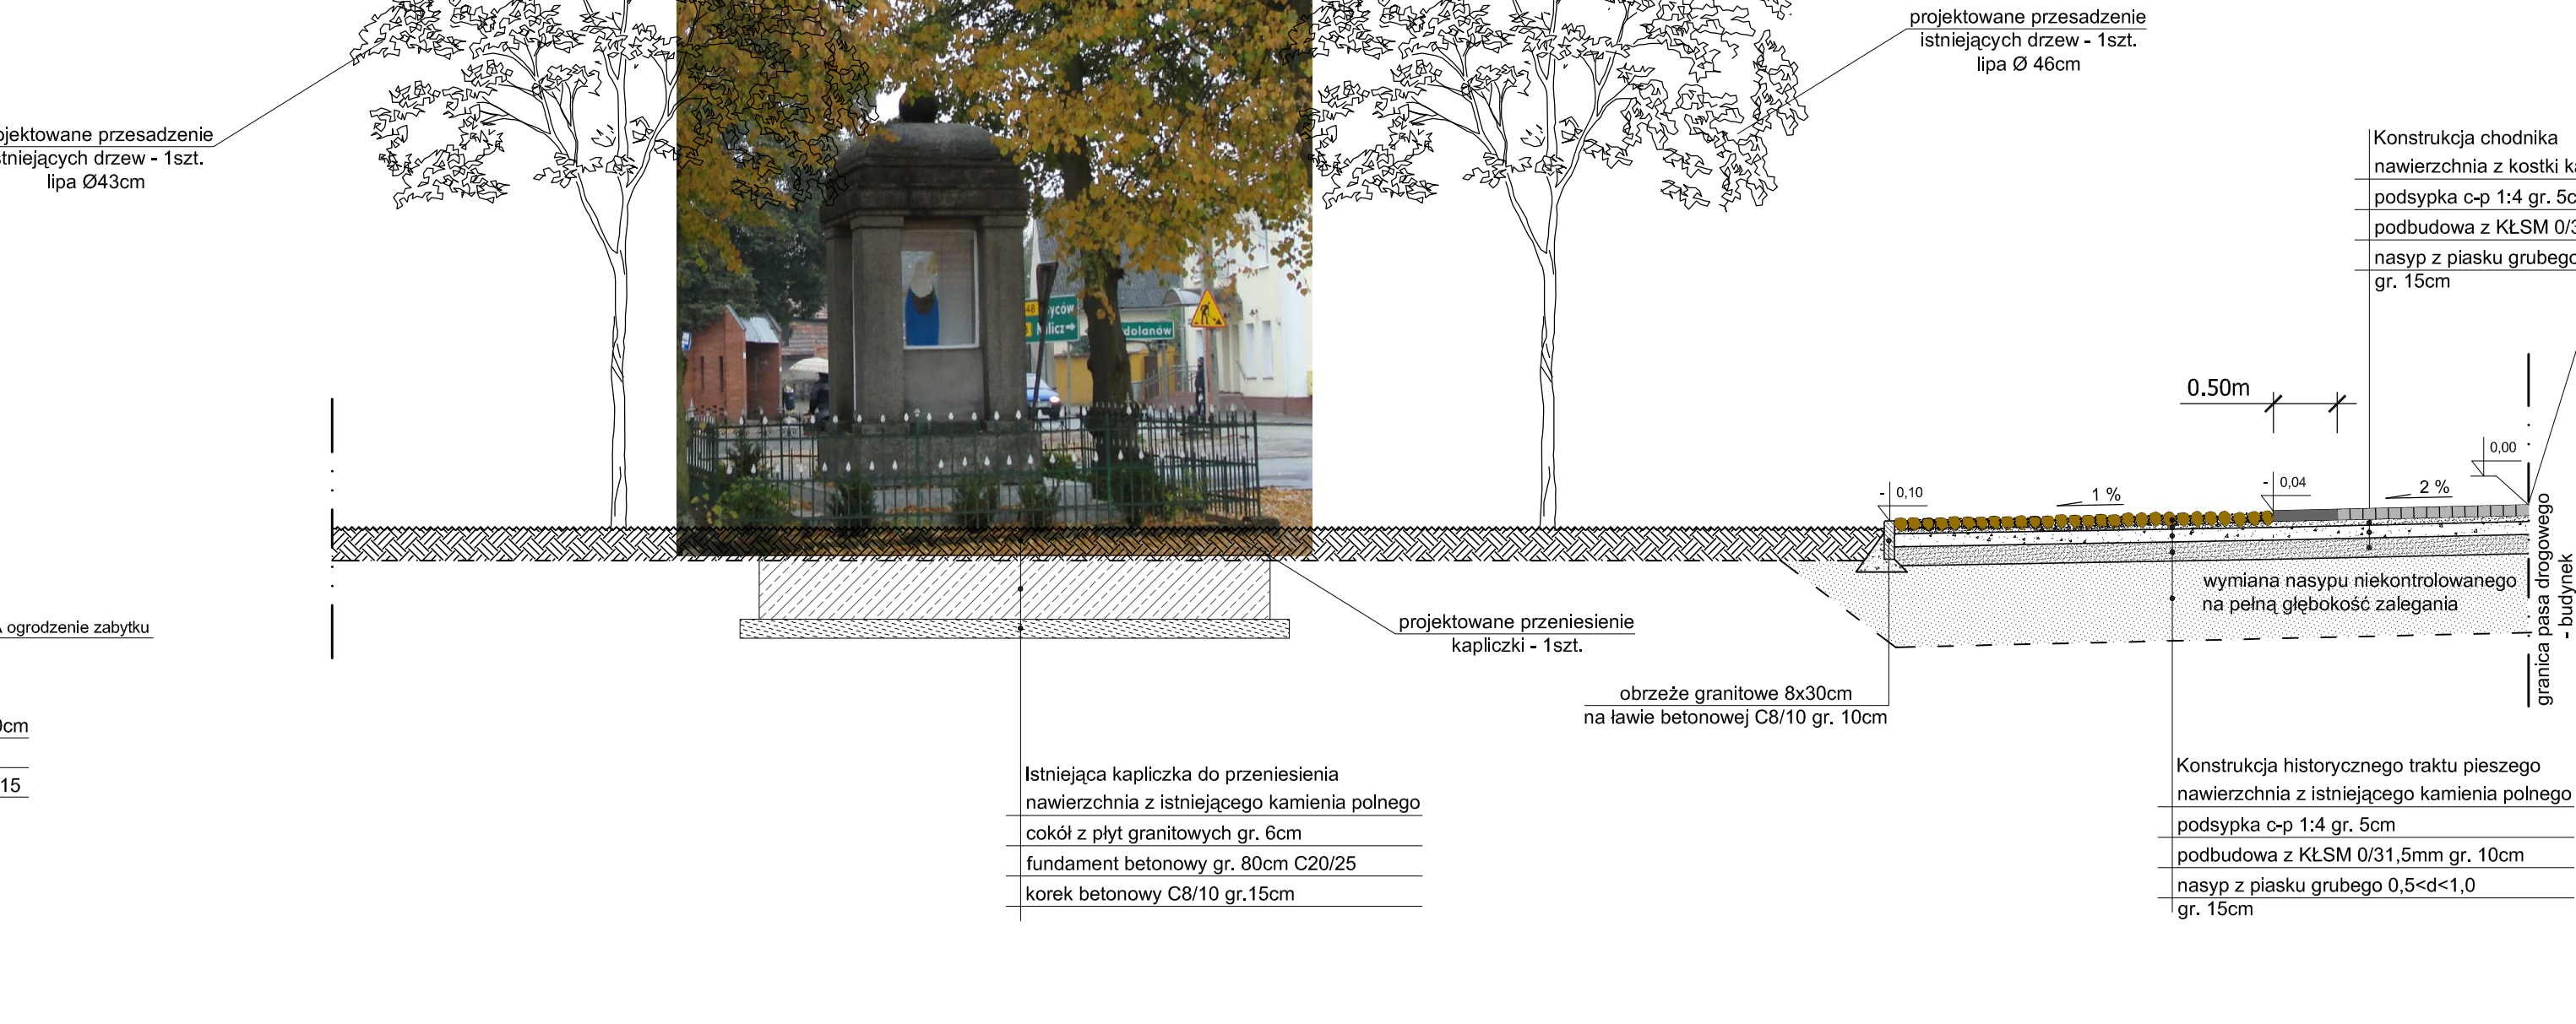 projektowane przesadzenie
istniejących drzew - 1szt.
lipa Ø 46cm
przesadzenie
drzew - 1szt.
lipa Ø43cm
Konstrukcja chodnika
nawierzchnia z kostki
podsypka c-p 1:4 gr.
podbudowa z KŁSM
nasyp z piasku grubego
gr. 15cm
Milicz
0.50m
0,00
- 0,10
1 %
- 0,04
2 %
wymiana nasypu niekontrolowanego
na pełną głębokość zalegania
granica pasa drogowego
- budynek
ogrodzenie zabytku
projektowane przeniesienie
kapliczki - 1szt.
obrzeże granitowe 8x30cm
na ławie betonowej C8/10 gr. 10cm
15
Istniejąca kapliczka do przeniesienia
nawierzchnia z istniejącego kamienia polnego
cokół z płyt granitowych gr. 6cm
fundament betonowy gr. 80cm C20/25
korek betonowy C8/10 gr.15cm
Konstrukcja historycznego traktu pieszego
nawierzchnia z istniejącego kamienia polnego
podsypka c-p 1:4 gr. 5cm
podbudowa z KŁSM 0/31,5mm gr. 10cm
nasyp z piasku grubego 0,5<d<1,0
gr. 15cm